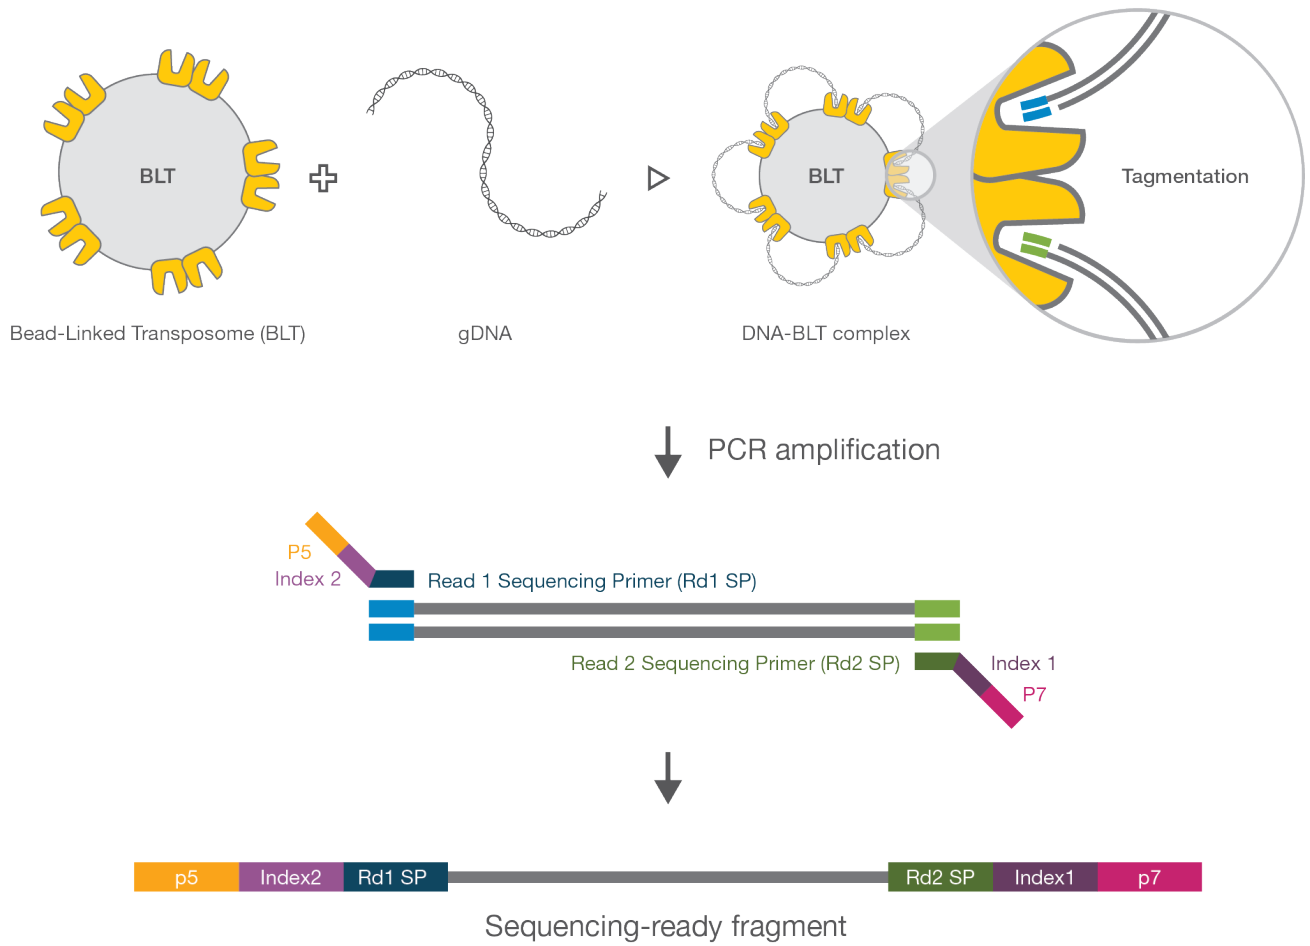 BLT
BLT
Tagmentation
Bead-Linked Transposome (BLT)
gDNA
DNA-BLT complex
PCR amplification
P5
Index 2
Read 1 Sequencing Primer (Rd1 SP)
Read 2 Sequencing Primer (Rd2 SP)
Index 1
P7
p5
Index2
Rd1 SP
Rd2 SP
Index1
p7
Sequencing-ready fragment